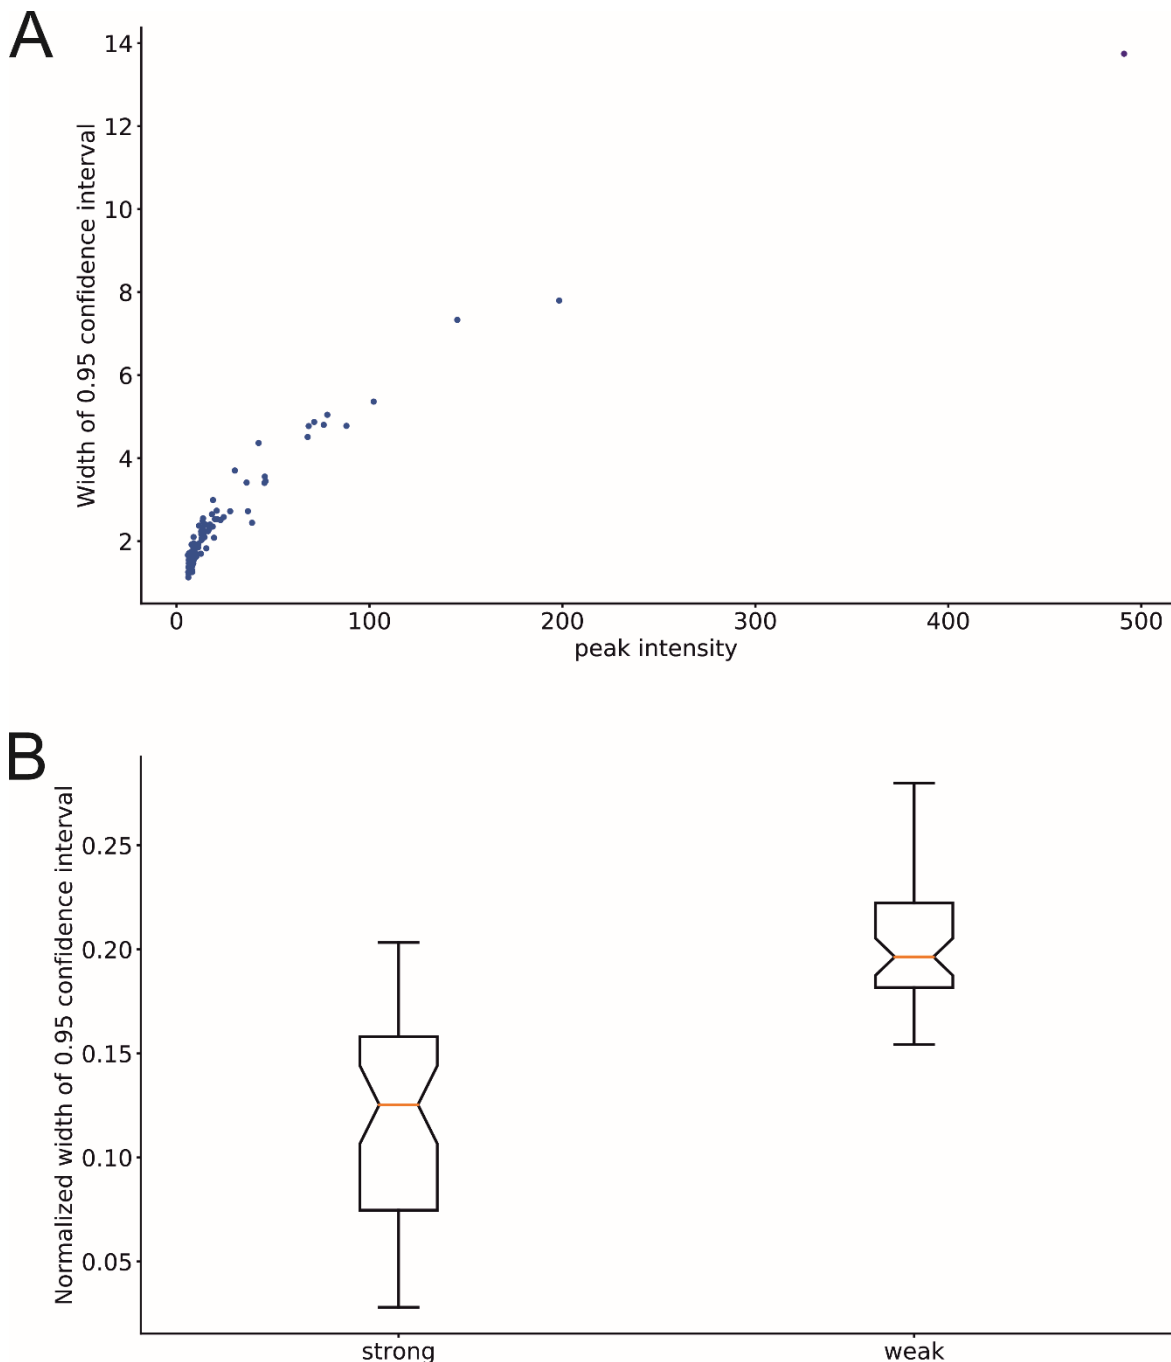 A
14
12
10
8
6
4
2
Width of 0.95 confidence interval
0 100 200 300 400 500
peak intensity
B
0.25
0.20
0.15
0.10
0.05
Normalized width of 0.95 confidence interval
strong weak